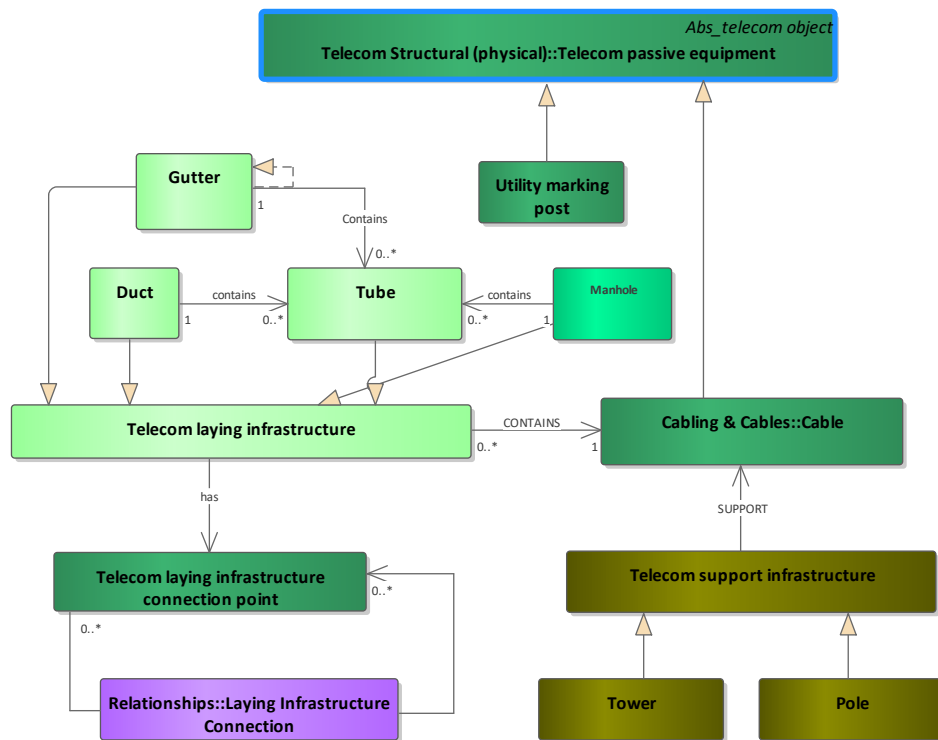 Abs_telecom object
Telecom Structural (physical)::Telecom passive equipment
Gutter
1
Contains
0..*
Utility marking
post
Duct
contains
1
0..*
Tube
contains
0..*
1
Manhole
Telecom laying infrastructure
CONTAINS
0..*
1
Cabling & Cables::Cable
has
SUPPORT
Telecom laying infrastructure
connection point
0..*
0..*
Telecom support infrastructure
Relationships::Laying Infrastructure
Connection
Tower
Pole